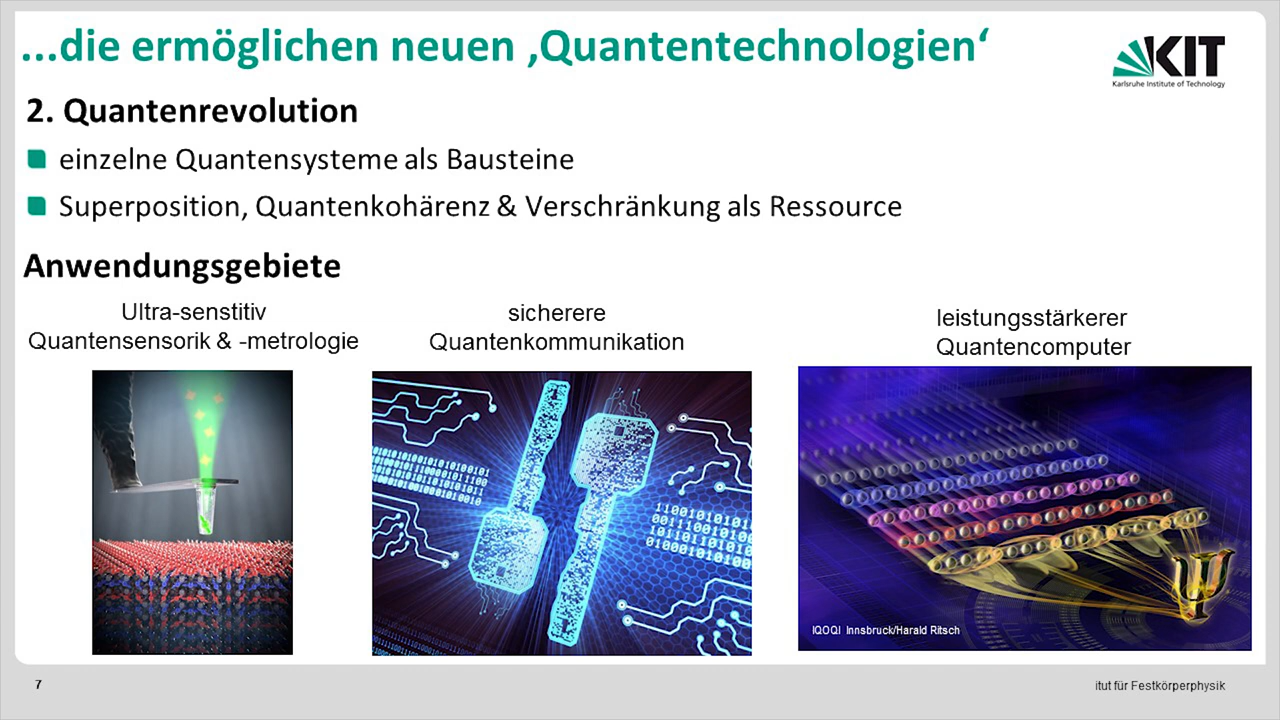 ...die ermöglichen neuen ‚Quantentechnologien‘
KIT
Karlsruhe Institute of Technology
2. Quantenrevolution
einzelne Quantensysteme als Bausteine
Superposition, Quantenkohärenz & Verschränkung als Ressource
Anwendungsgebiete
Ultra-senstitiv
Quantensensorik & -metrologie
sicherere
Quantenkommunikation
leistungsstärkerer
Quantencomputer
Ψ
IQOQI Innsbruck/Harald Ritsch
7
itut für Festkörperphysik